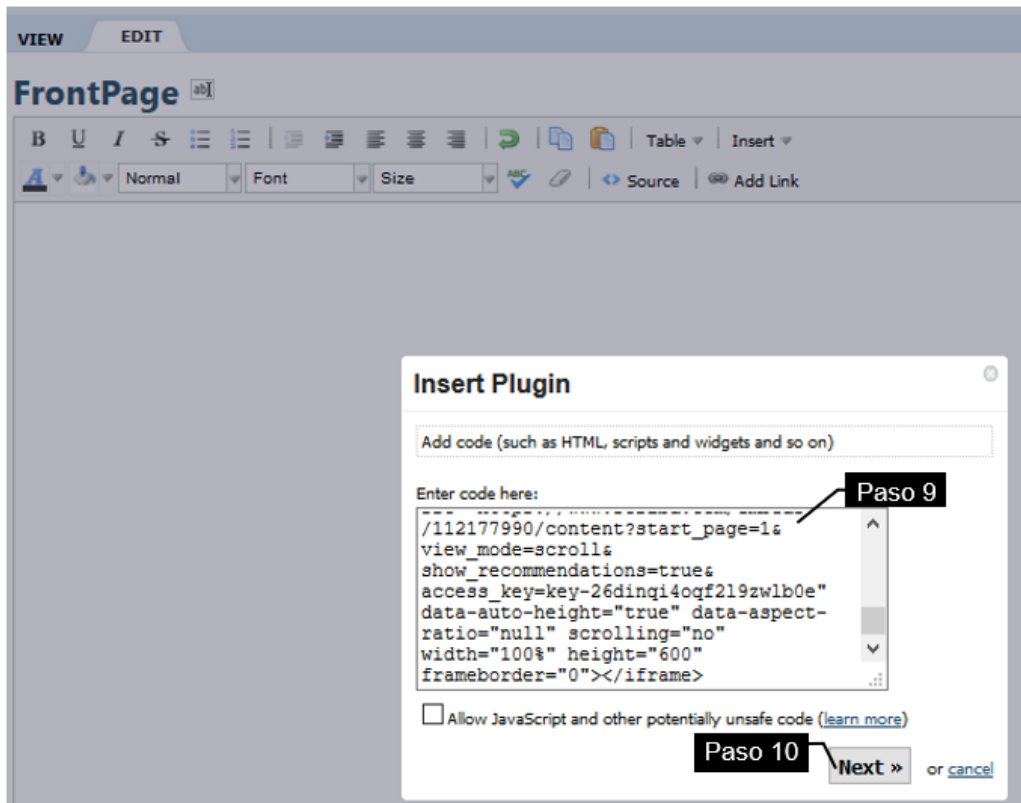 VIEW EDIT
FrontPage
B U I S Table Insert
A Normal Font Size ABC Source Add Link
Insert Plugin
Add code (such as HTML, scripts and widgets and so on)
Enter code here:
Paso 9
/112177990/content?start_page=1&
view_mode=scroll&
show_recommendations=true&
access_key=key-26dinqi4oqf2l9zwlb0e"
data-auto-height="true" data-aspect-
ratio="null" scrolling="no"
width="100%" height="600"
frameborder="0"></iframe>
Allow JavaScript and other potentially unsafe code (learn more)
Paso 10
Next » or cancel